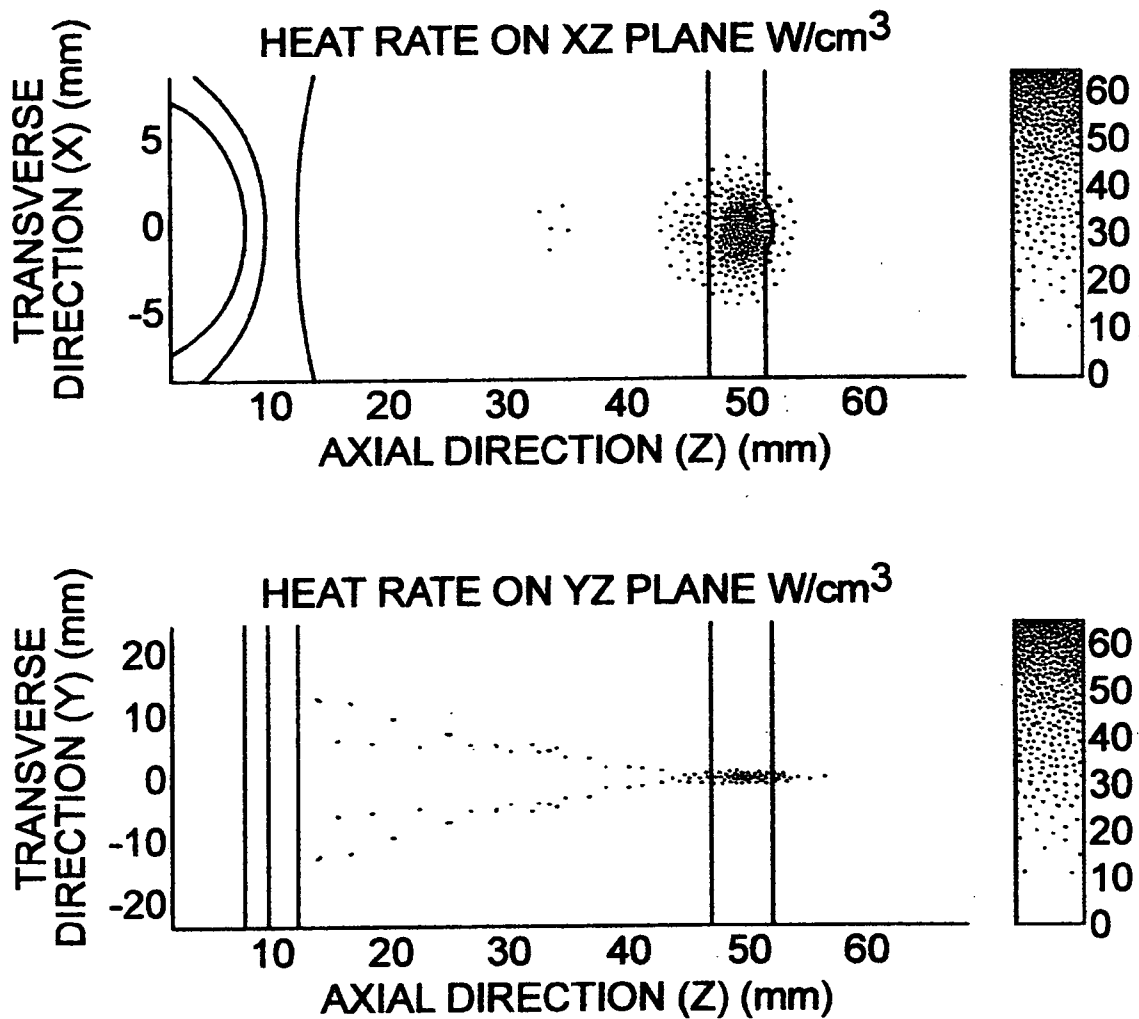 HEAT RATE ON XZ PLANE W/cm3
TRANSVERSE
DIRECTION (X) (mm)
5
0
-5
10 20 30 40 50 60
AXIAL DIRECTION (Z) (mm)
60
50
40
30
20
10
0
HEAT RATE ON YZ PLANE W/cm3
TRANSVERSE
DIRECTION (Y) (mm)
20
10
0
-10
-20
10 20 30 40 50 60
AXIAL DIRECTION (Z) (mm)
60
50
40
30
20
10
0